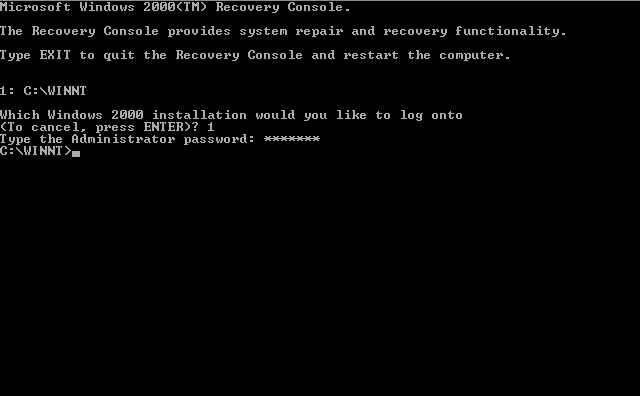 Microsoft Windows 2000(TM) Recovery Console.
The Recovery Console provides system repair and recovery functionality.
Type EXIT to quit the Recovery Console and restart the computer.
1: C:\WINNT
Which Windows 2000 installation would you like to log onto
(To cancel, press ENTER)? 1
Type the Administrator password: *******
C:\WINNT>